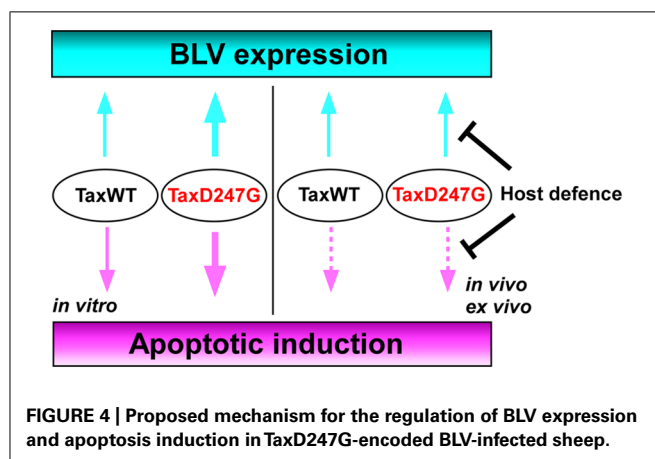 BLV expression
TaxWT TaxD247G TaxWT TaxD247G Host defence
in vitro
in vivo
ex vivo
Apoptotic induction
FIGURE 4 | Proposed mechanism for the regulation of BLV expression
and apoptosis induction in TaxD247G-encoded BLV-infected sheep.